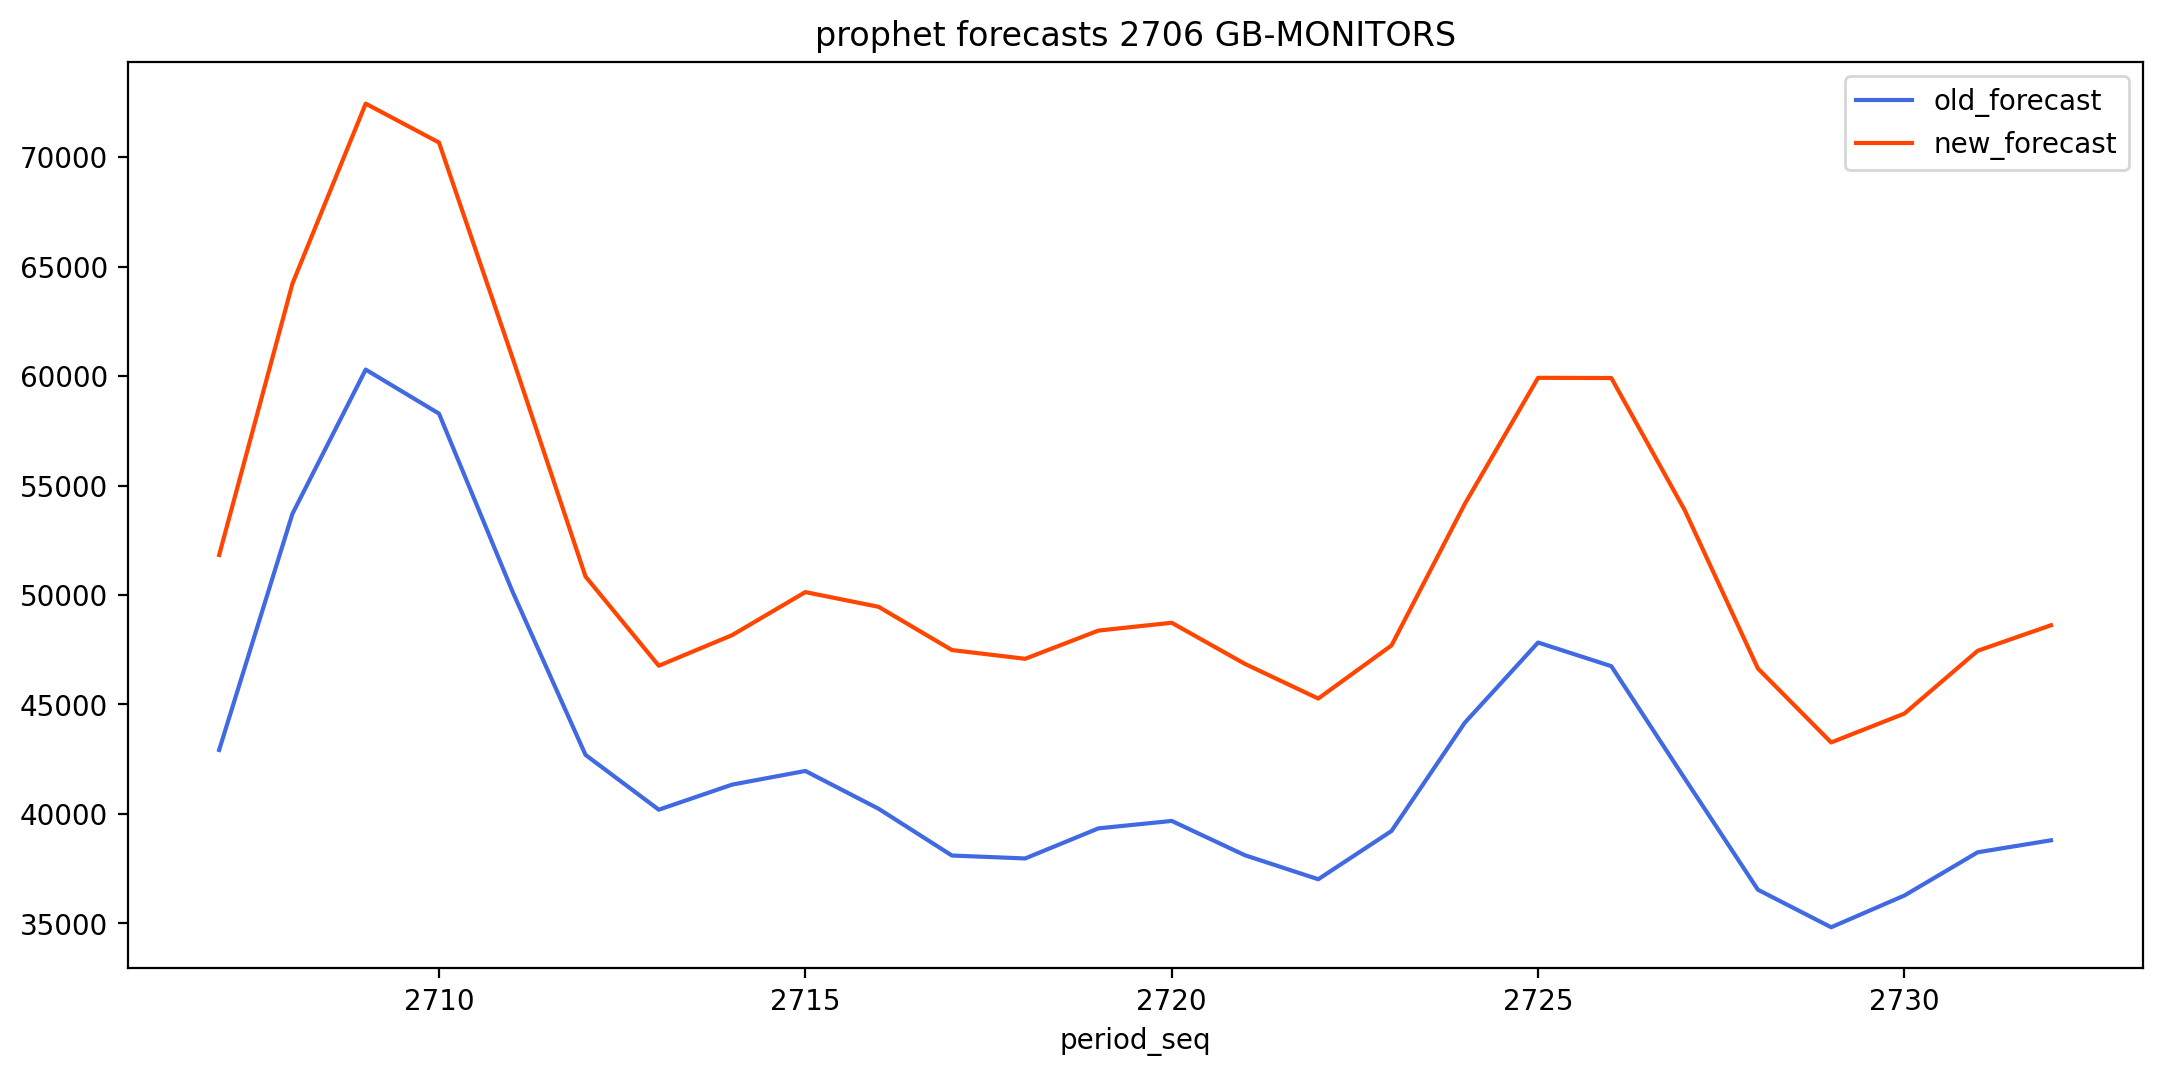 prophet forecasts 2706 GB-MONITORS
old_forecast
new_forecast
70000
65000
60000
55000
50000
45000
40000
35000
2710 2715 2720 2725 2730
period_seq